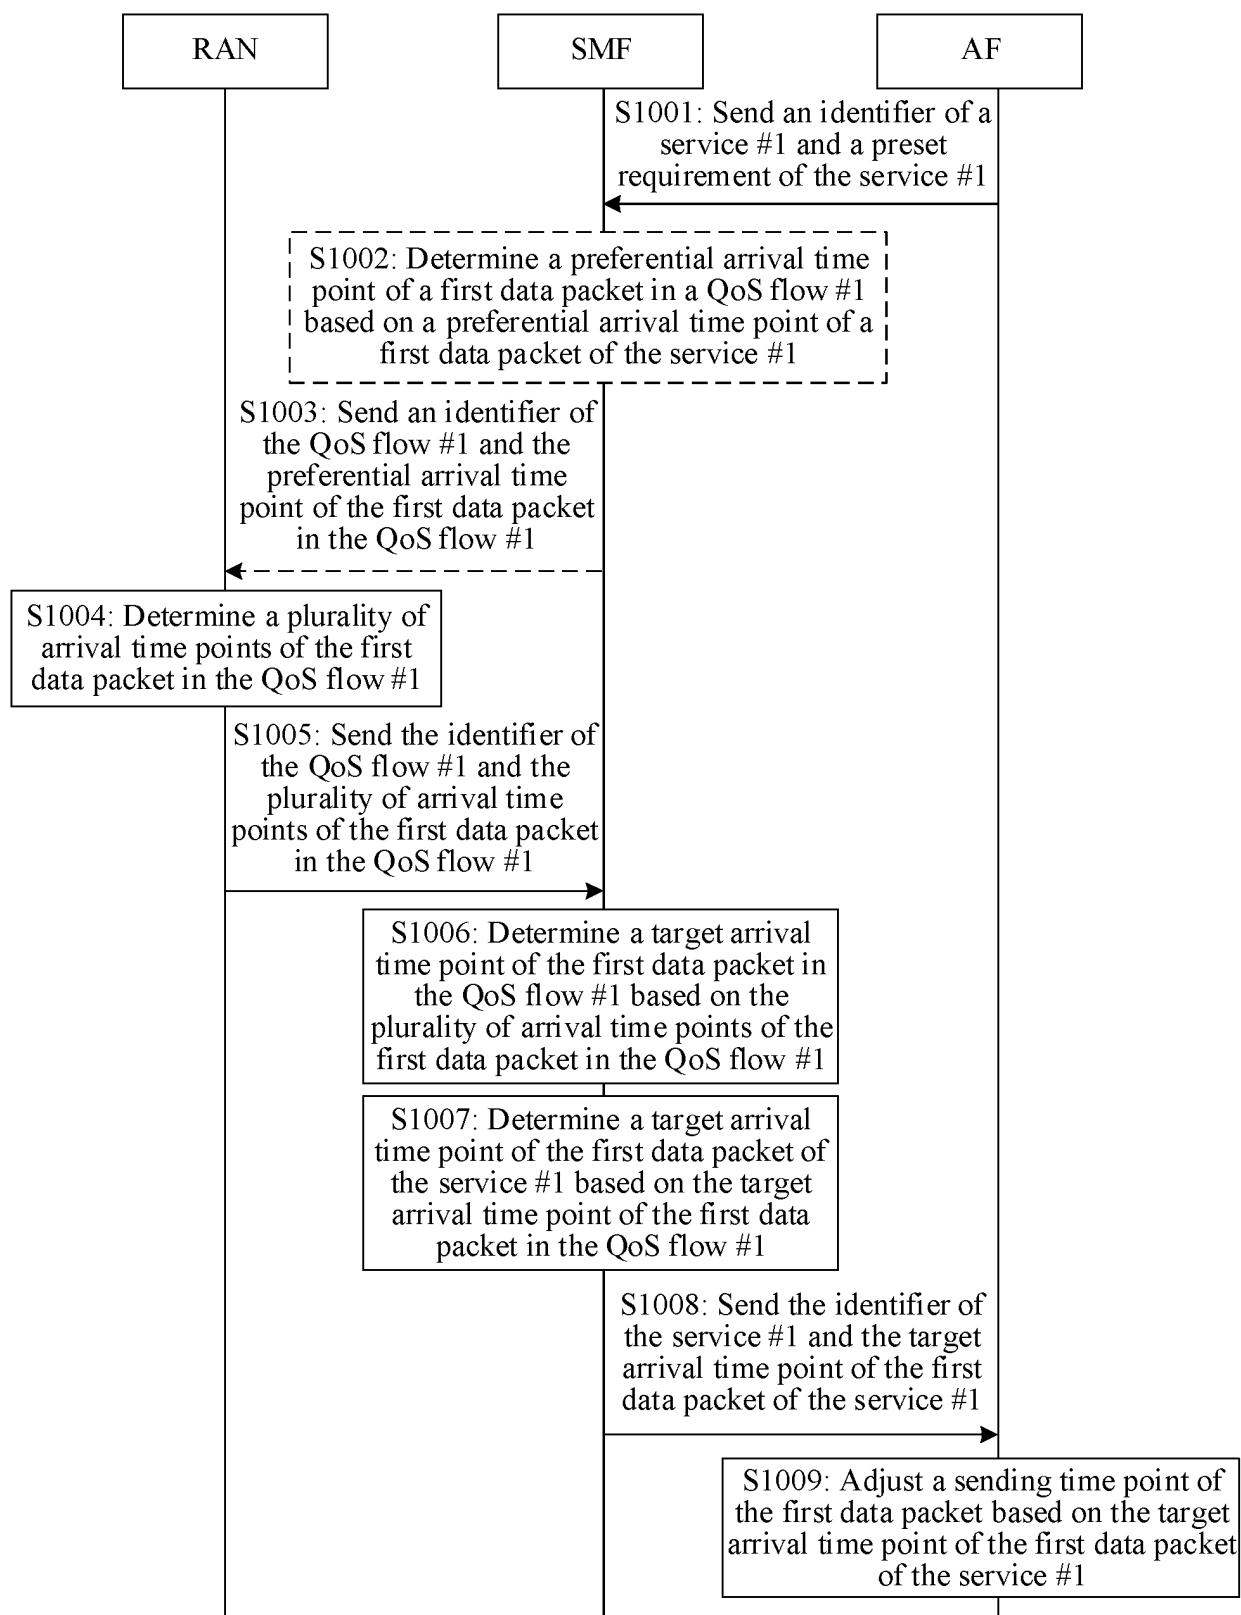 RAN
SMF
AF
S1001: Send an identifier of a
service #1 and a preset
requirement of the service #1
S1002: Determine a preferential arrival time
point of a first data packet in a QoS flow #1
based on a preferential arrival time point of a
first data packet of the service #1
S1003: Send an identifier of
the QoS flow #1 and the
preferential arrival time
point of the first data packet
in the QoS flow #1
S1004: Determine a plurality of
arrival time points of the first
data packet in the QoS flow #1
S1005: Send the identifier of
the QoS flow #1 and the
plurality of arrival time
points of the first data packet
in the QoS flow #1
S1006: Determine a target arrival
time point of the first data packet in
the QoS flow #1 based on the
plurality of arrival time points of the
first data packet in the QoS flow #1
S1007: Determine a target arrival
time point of the first data packet of
the service #1 based on the target
arrival time point of the first data
packet in the QoS flow #1
S1008: Send the identifier of
the service #1 and the target
arrival time point of the first
data packet of the service #1
S1009: Adjust a sending time point of
the first data packet based on the target
arrival time point of the first data packet
of the service #1